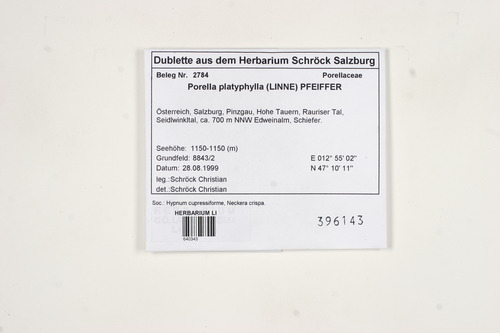 Dublette aus dem Herbarium Schröck Salzburg
Beleg Nr. 2784 Porellaceae
Porella platyphylla (LINNE) PFEIFFER
Österreich, Salzburg, Pinzgau, Hohe Tauern, Rauriser Tal,
Seidlwinkltal, ca. 700 m NNW Edweinalm, Schiefer.
Seehöhe: 1150-1150 (m)
Grundfeld: 8843/2 E 012° 55' 02''
Datum: 28.08.1999 N 47° 10' 11''
leg.:Schröck Christian
det.:Schröck Christian
Soc.: Hypnum cupressiforme, Neckera crispa.
HERBARIUM LI
640343
396143